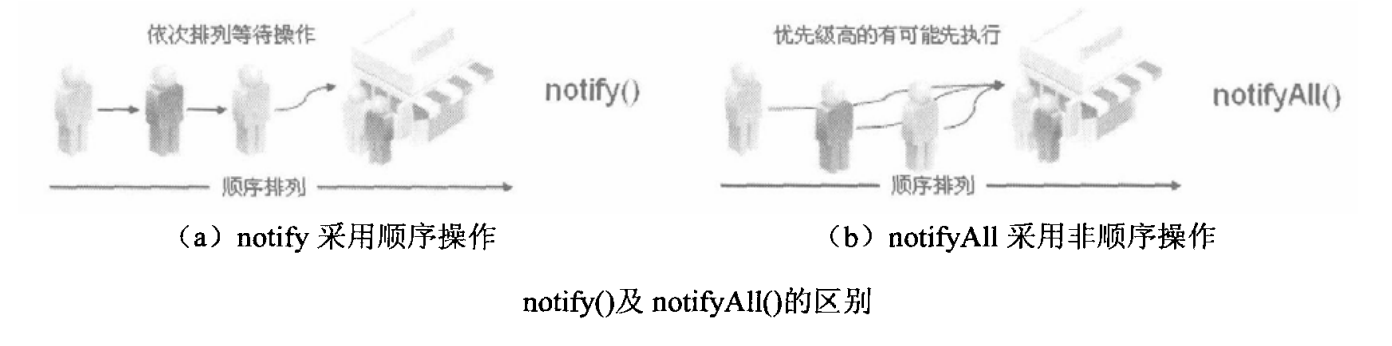 依次排列等待操作
notify()
顺序排列
(a) notify 采用顺序操作
优先级高的有可能先执行
notifyAll()
顺序排列
(b) notifyAll 采用非顺序操作
notify()及 notifyAll()的区别